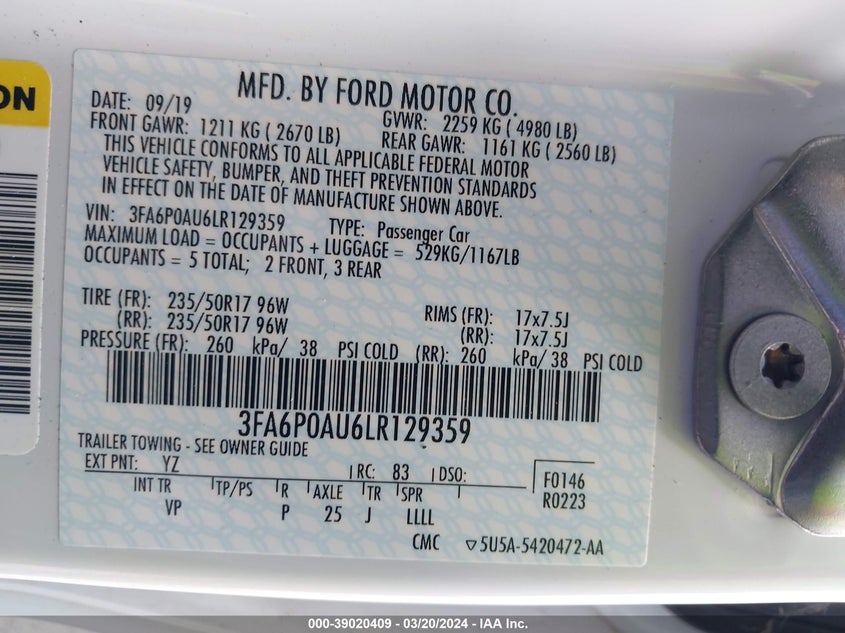 ON
MFD. BY FORD MOTOR CO.
DATE: 09/19 GVWR: 2259 KG ( 4980 LB)
FRONT GAWR: 1211 KG ( 2670 LB) REAR GAWR: 1161 KG ( 2560 LB)
THIS VEHICLE CONFORMS TO ALL APPLICABLE FEDERAL MOTOR
VEHICLE SAFETY, BUMPER, AND THEFT PREVENTION STANDARDS
IN EFFECT ON THE DATE OF MANUFACTURE SHOWN ABOVE.
VIN: 3FA6P0AU6LR129359 TYPE: Passenger Car
MAXIMUM LOAD = OCCUPANTS + LUGGAGE = 529KG/1167LB
OCCUPANTS = 5 TOTAL; 2 FRONT, 3 REAR
TIRE (FR): 235/50R17 96W RIMS (FR): 17x7.5J
(RR): 235/50R17 96W (RR): 17x7.5J
PRESSURE (FR): 260 kPa/ 38 PSI COLD (RR): 260 kPa/ 38 PSI COLD
3FA6P0AU6LR129359
TRAILER TOWING - SEE OWNER GUIDE
EXT PNT: YZ RC: 83 DSO: F0146
INT TR TP/PS R AXLE TR SPR R0223
VP P 25 J LLLL
CMC ▽5U5A-5420472-AA
000-39020409 - 03/20/2024 - IAA Inc.